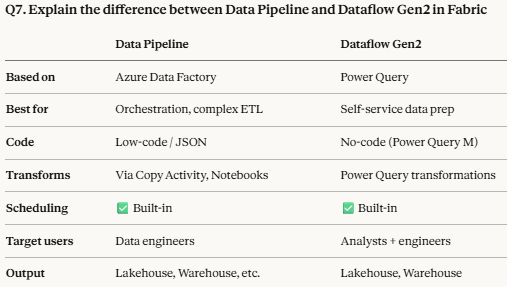 Q7. Explain the difference between Data Pipeline and Dataflow Gen2 in Fabric
Data Pipeline Dataflow Gen2
Based on Azure Data Factory Power Query
Best for Orchestration, complex ETL Self-service data prep
Code Low-code / JSON No-code (Power Query M)
Transforms Via Copy Activity, Notebooks Power Query transformations
Scheduling ✅ Built-in ✅ Built-in
Target users Data engineers Analysts + engineers
Output Lakehouse, Warehouse, etc. Lakehouse, Warehouse